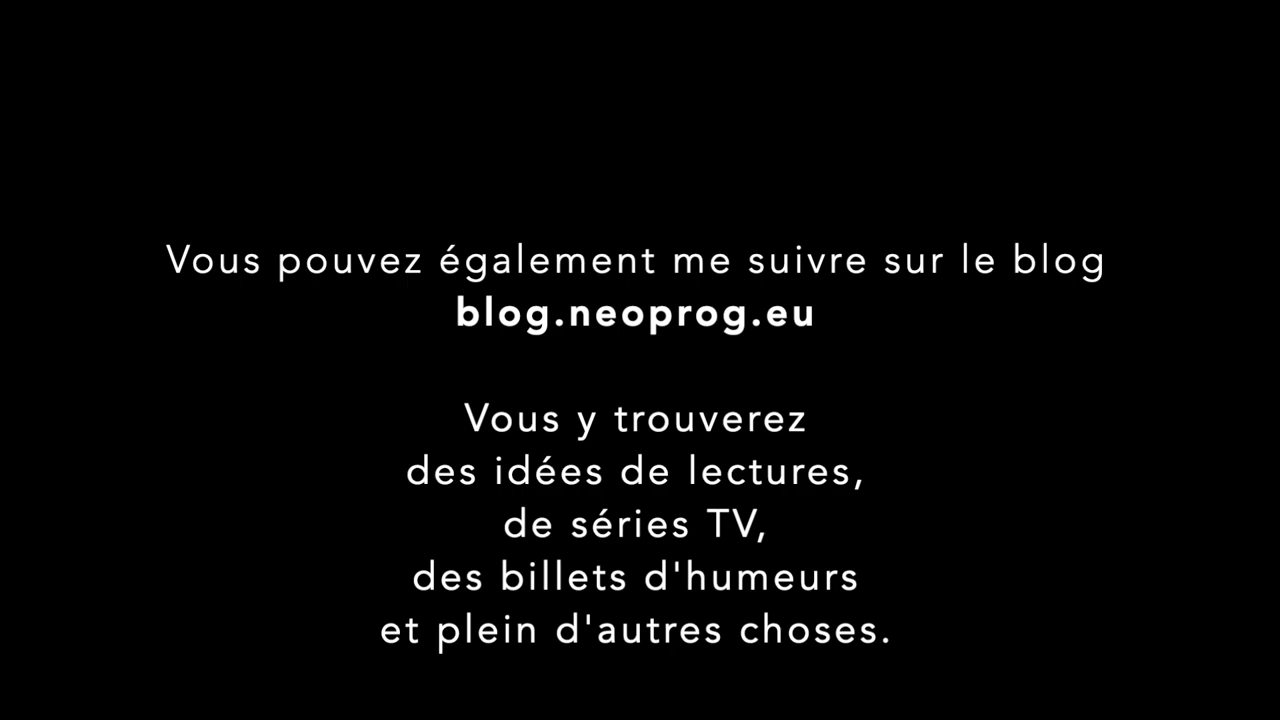 Vous pouvez également me suivre sur le blog
blog.neoprog.eu
Vous y trouverez
des idées de lectures,
de séries TV,
des billets d'humeurs
et plein d'autres choses.